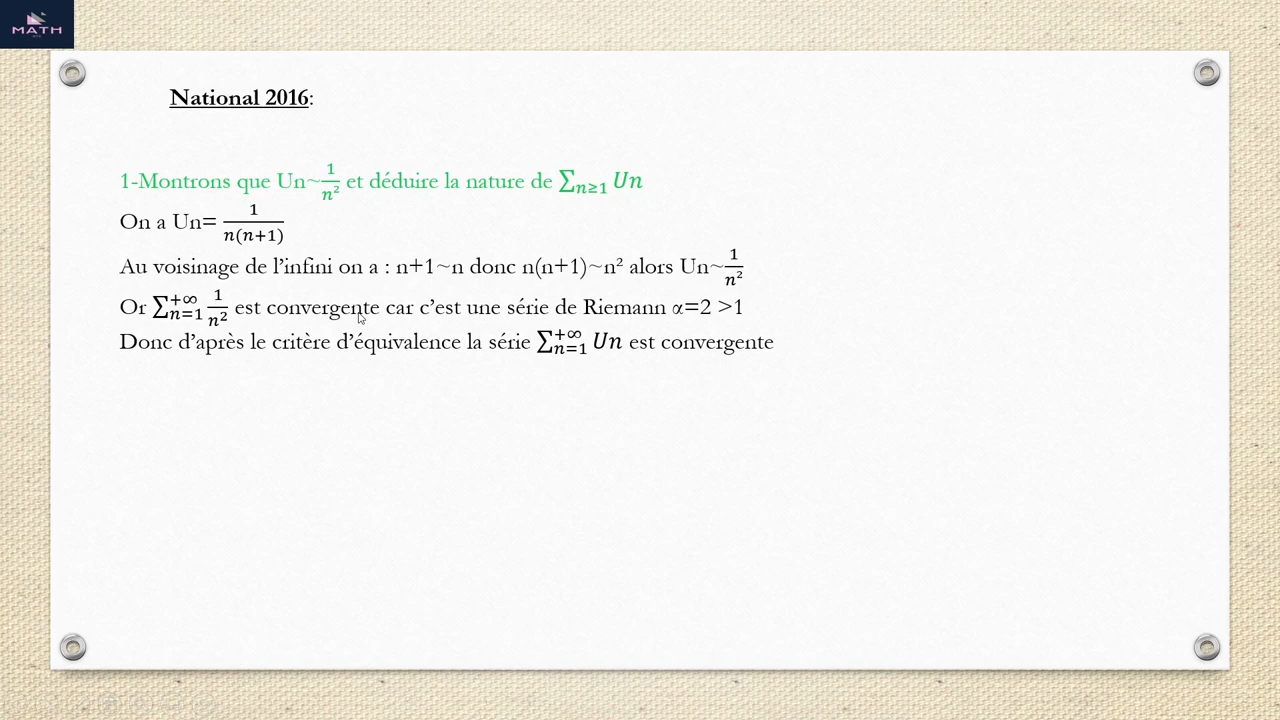 MATH
National 2016:
1-Montrons que Un~1/n² et déduire la nature de ∑n≥1 Un
On a Un= 1/n(n+1)
Au voisinage de l’infini on a : n+1~n donc n(n+1)~n² alors Un~1/n²
Or ∑n=1+∞ 1/n² est convergente car c’est une série de Riemann α=2 >1
Donc d’après le critère d’équivalence la série ∑n=1+∞ Un est convergente